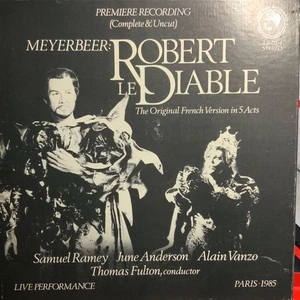 PREMIERE RECORDING
(Complete & Uncut)
MEYERBEER:
ROBERT
LE DIABLE
The Original French Version in 5 Acts
Samuel Ramey June Anderson Alain Vanzo
Thomas Fulton, conductor
LIVE PERFORMANCE PARIS·1985